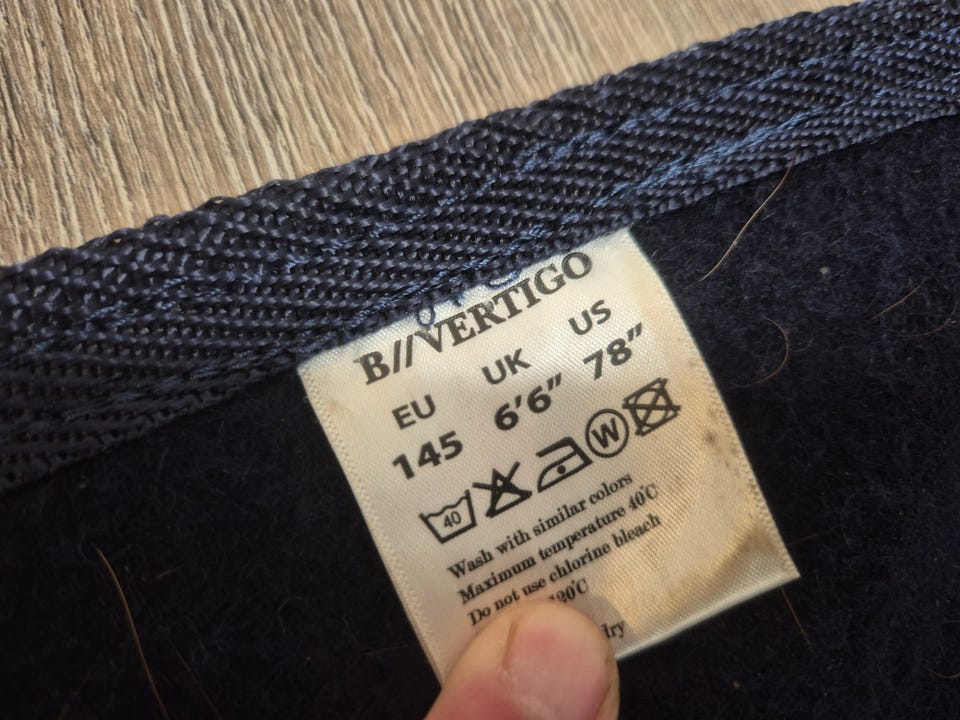 B//VERTIGO
EU UK US
145 6'6" 78"
40 W
Wash with similar colors
Maximum temperature 40°C
Do not use chlorine bleach